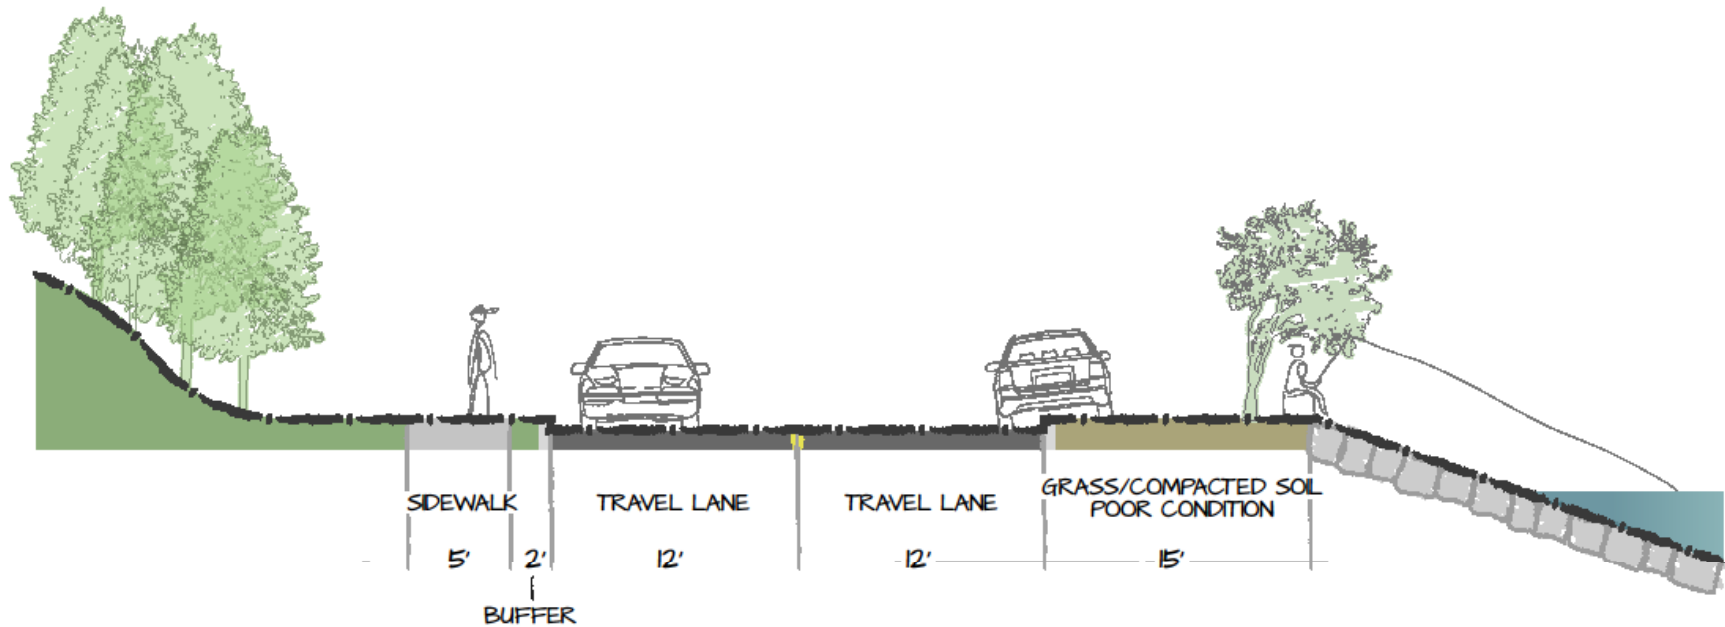 SIDEWALK
TRAVEL LANE
TRAVEL LANE
GRASS/COMPACTED SOIL
POOR CONDITION
5'
2'
12'
12'
15'
BUFFER